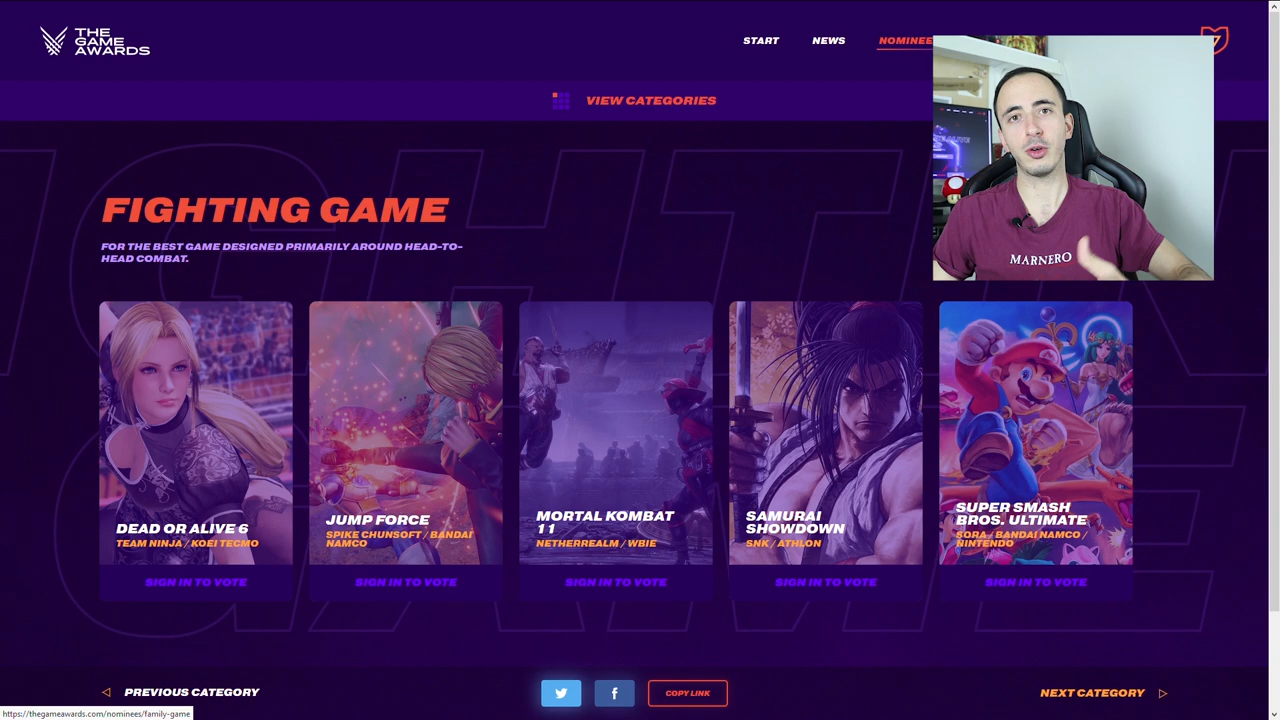 THE
GAME
AWARDS
START
NEWS
NOMINEE
VIEW CATEGORIES
FIGHTING GAME
FOR THE BEST GAME DESIGNED PRIMARILY AROUND HEAD-TO-
HEAD COMBAT.
MARNERO
DEAD OR ALIVE 6
TEAM NINJA / KOEI TECMO
SIGN IN TO VOTE
JUMP FORCE
SPIKE CHUNSOFT / BANDAI
NAMCO
SIGN IN TO VOTE
MORTAL KOMBAT
11
NETHERREALM / WBIE
SIGN IN TO VOTE
SAMURAI
SHOWDOWN
SNK / ATHLON
SIGN IN TO VOTE
SUPER SMASH
BROS. ULTIMATE
SORA / BANDAI NAMCO /
NINTENDO
SIGN IN TO VOTE
PREVIOUS CATEGORY
COPY LINK
NEXT CATEGORY
https://thegameawards.com/nominees/family-game